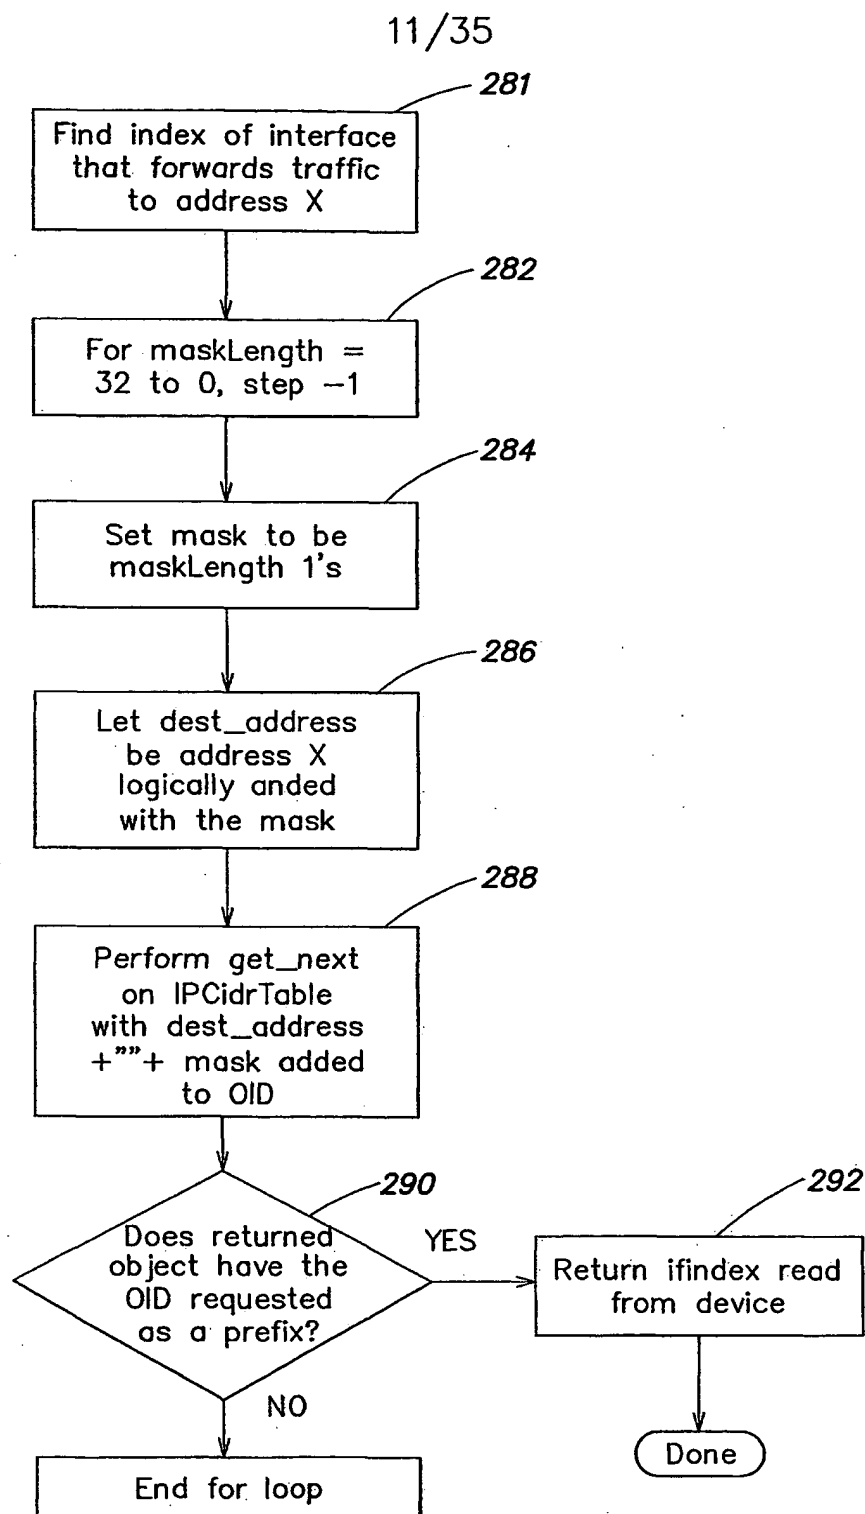 11/35
281
Find index of interface
that forwards traffic
to address X
282
For maskLength =
32 to 0, step −1
284
Set mask to be
maskLength 1's
286
Let dest_address
be address X
logically anded
with the mask
288
Perform get_next
on IPCidrTable
with dest_address
+""+ mask added
to OID
290
Does returned
object have the
OID requested
as a prefix?
YES
292
Return ifindex read
from device
NO
Done
End for loop